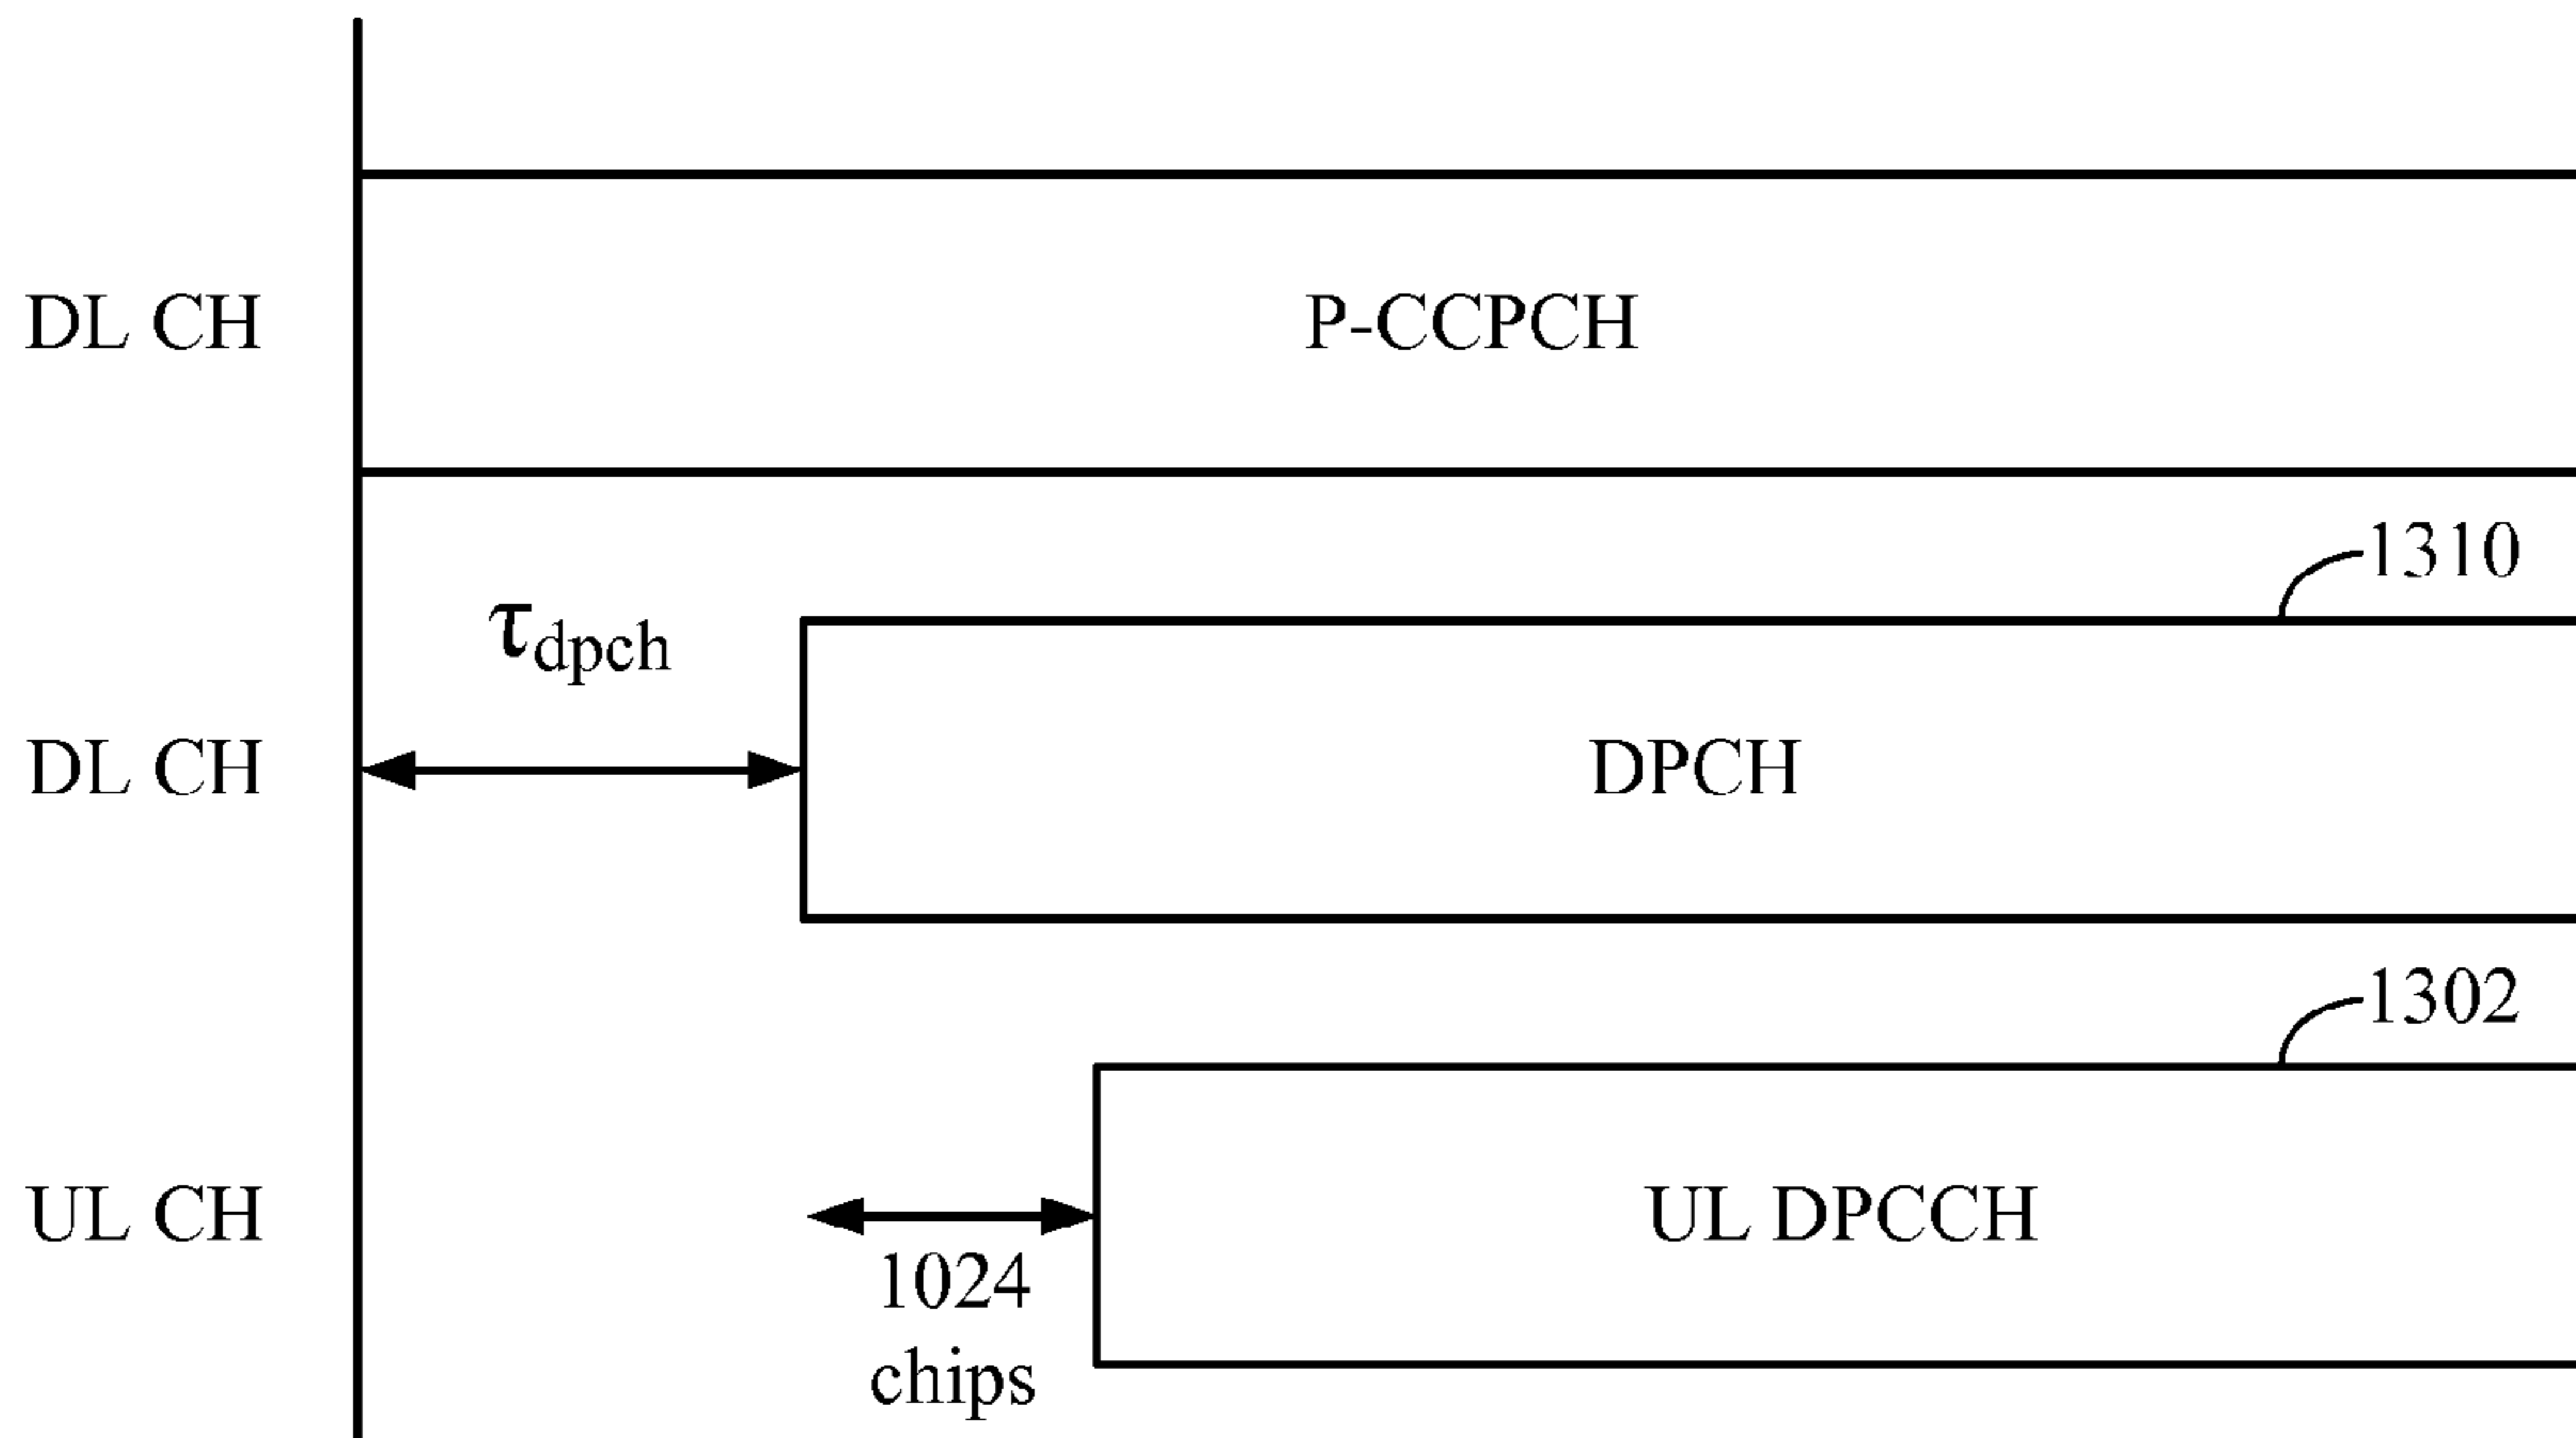 DL CH
P-CCPCH
1310
τdpch
DL CH
DPCH
1302
UL CH
UL DPCCH
1024
chips